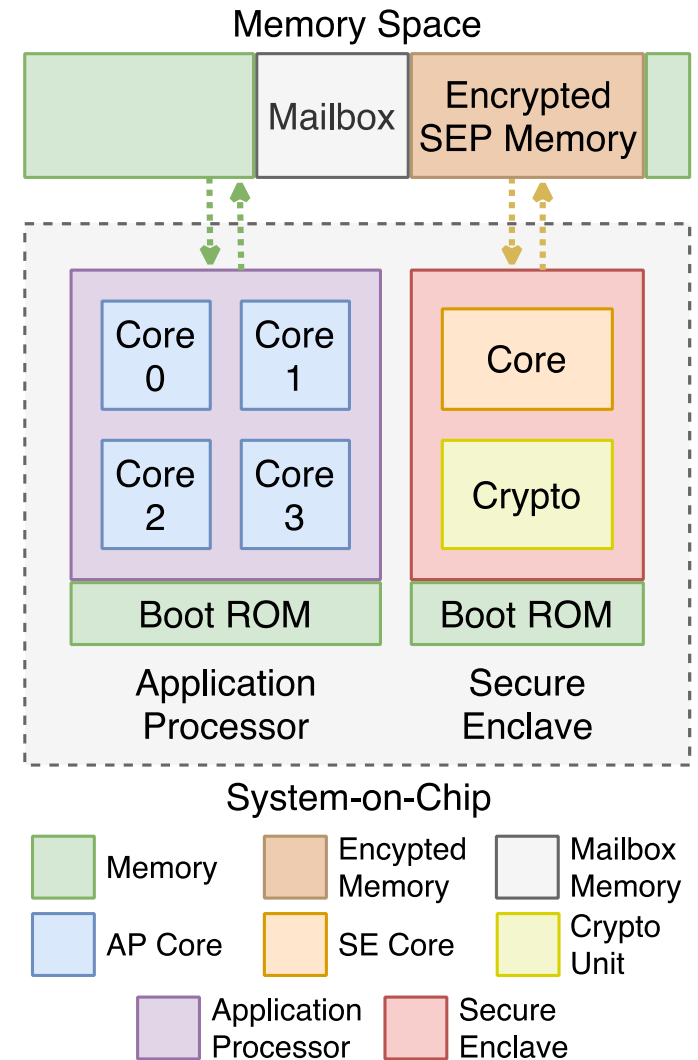 Memory Space
Mailbox
Encrypted
SEP Memory
Core
0
Core
1
Core
2
Core
3
Core
Crypto
Boot ROM
Boot ROM
Application
Processor
Secure
Enclave
System-on-Chip
Memory
Encypted
Memory
Mailbox
Memory
AP Core
SE Core
Crypto
Unit
Application
Processor
Secure
Enclave